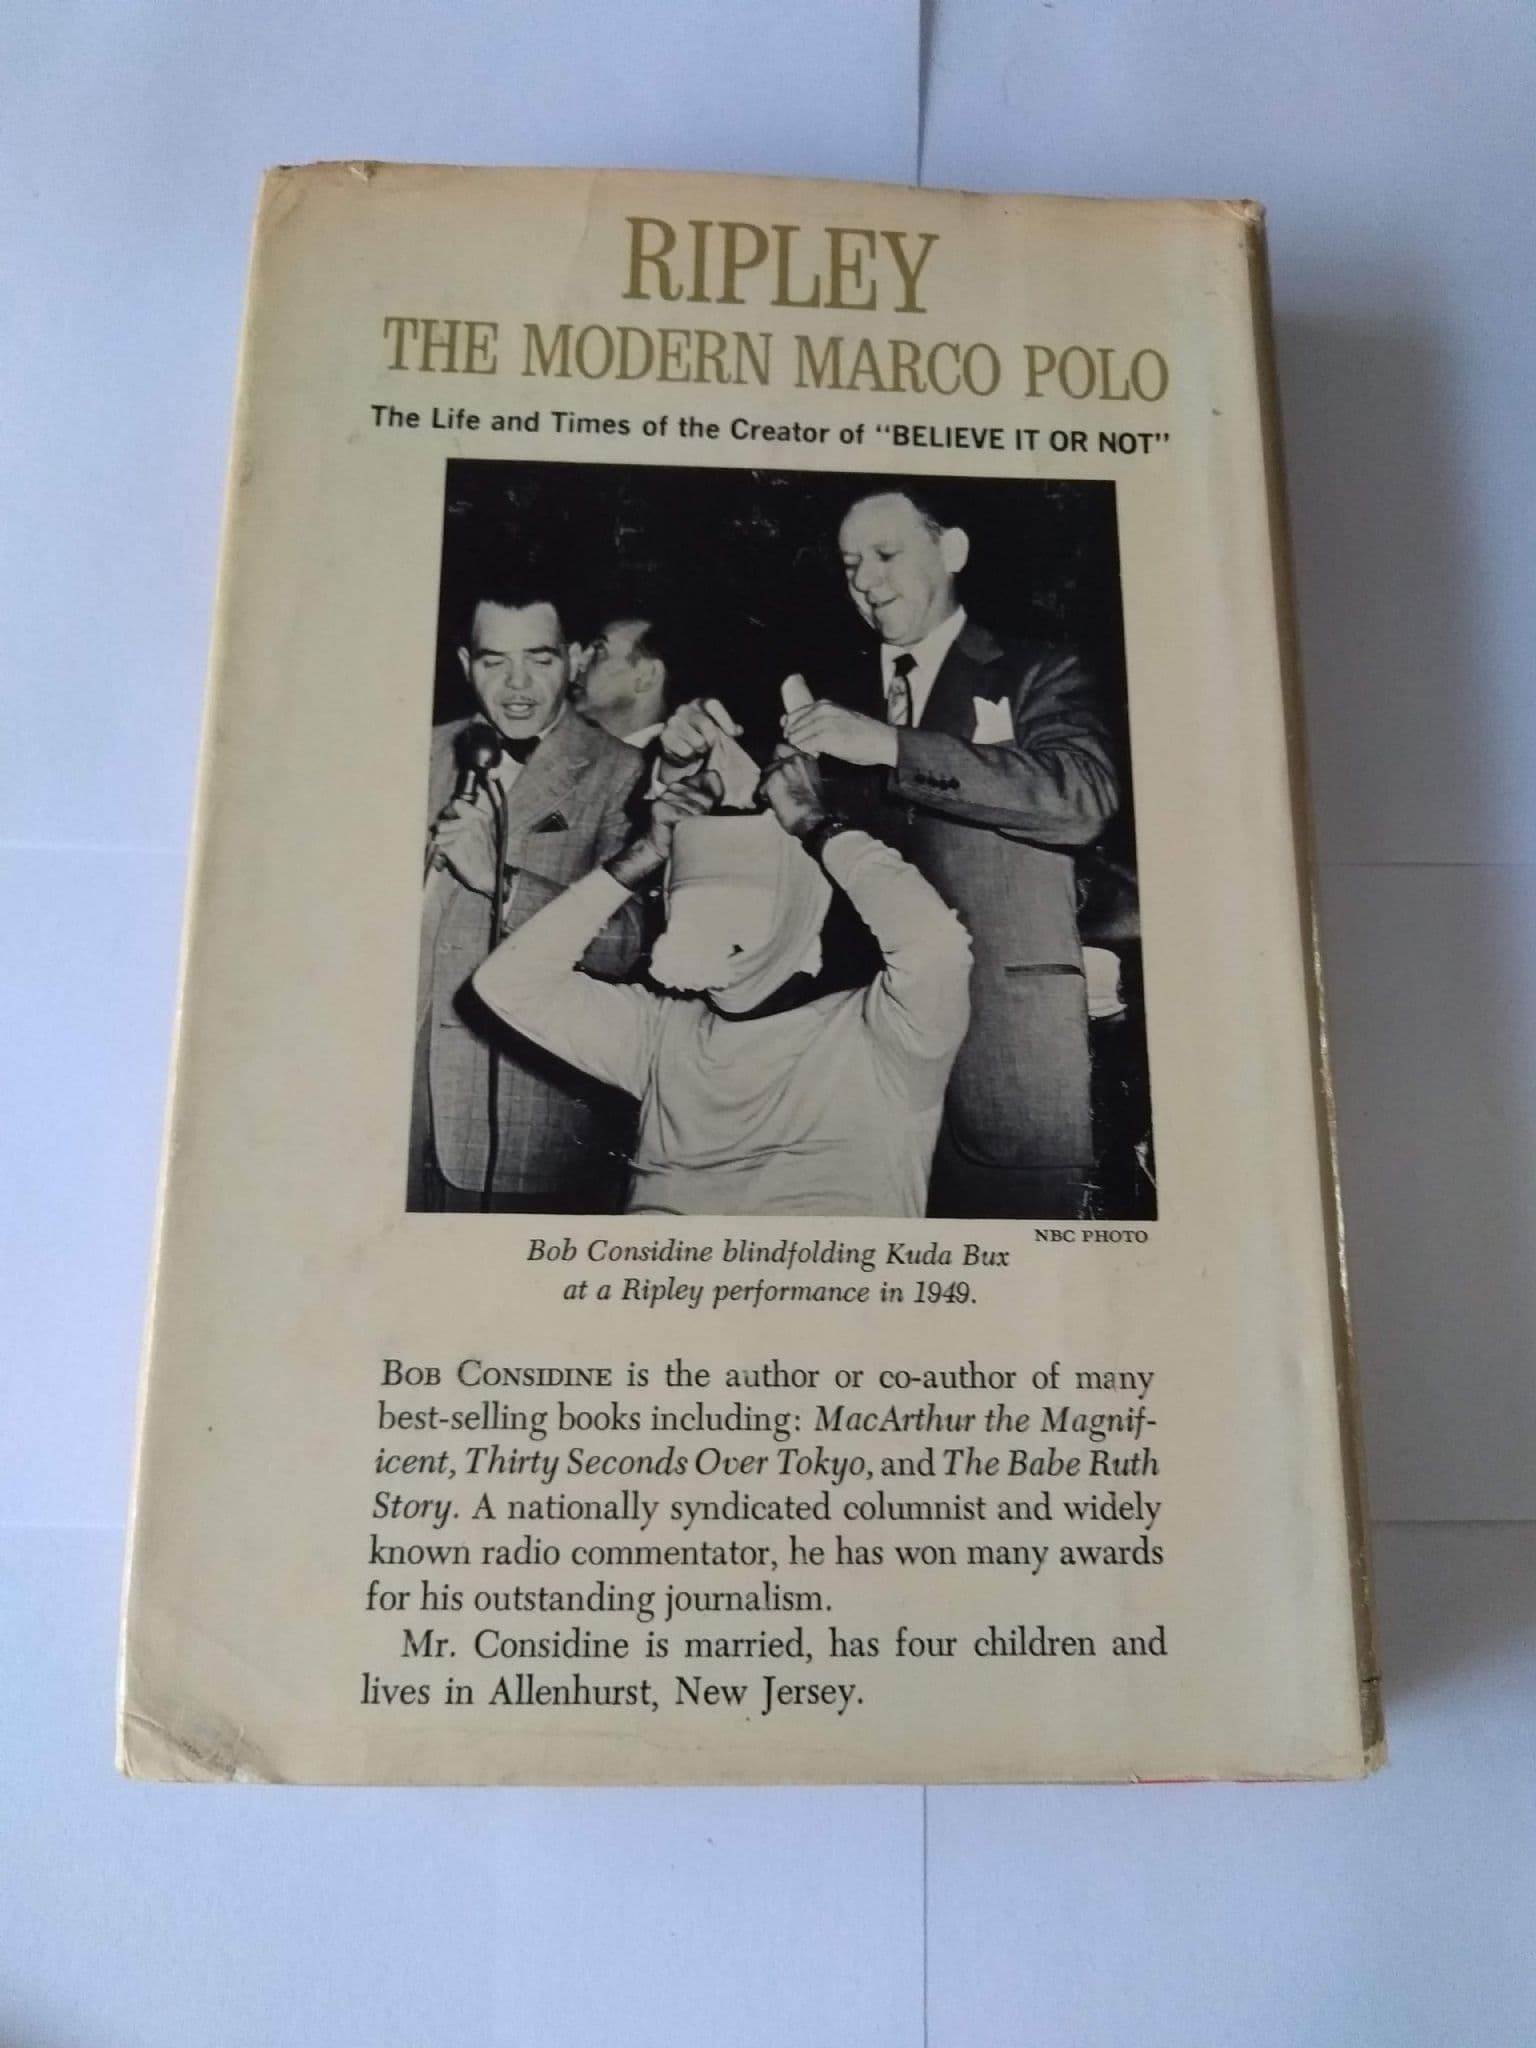 RIPLEY
THE MODERN MARCO POLO
The Life and Times of the Creator of "BELIEVE IT OR NOT"
NBC PHOTO
Bob Considine blindfolding Kuda Bux
at a Ripley performance in 1949.
BOB CONSIDINE is the author or co-author of many
best-selling books including: MacArthur the Magnif-
icent, Thirty Seconds Over Tokyo, and The Babe Ruth
Story. A nationally syndicated columnist and widely
known radio commentator, he has won many awards
for his outstanding journalism.
Mr. Considine is married, has four children and
lives in Allenhurst, New Jersey.